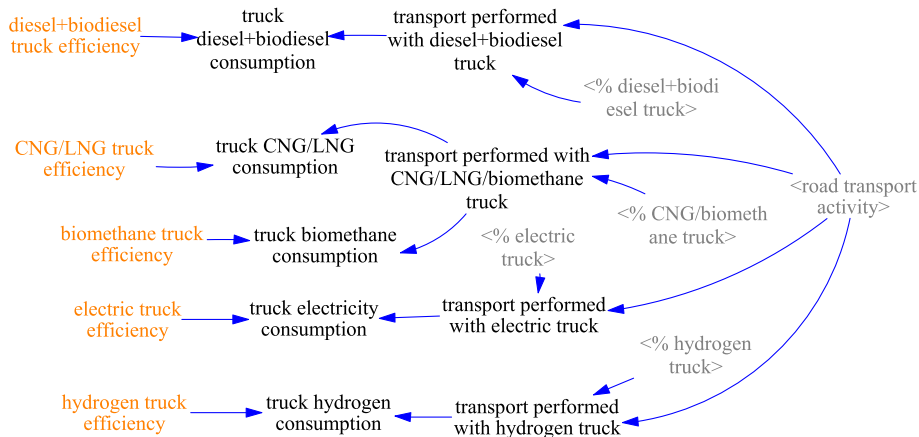 diesel+biodiesel
truck efficiency
truck
diesel+biodiesel
consumption
transport performed
with diesel+biodiesel
truck
<% diesel+biodi
esel truck>
CNG/LNG truck
efficiency
truck CNG/LNG
consumption
transport performed with
CNG/LNG/biomethane
truck
<road transport
activity>
<% CNG/biometh
ane truck>
biomethane truck
efficiency
truck biomethane
consumption
<% electric
truck>
electric truck
efficiency
truck electricity
consumption
transport performed
with electric truck
<% hydrogen
truck>
hydrogen truck
efficiency
truck hydrogen
consumption
transport performed
with hydrogen truck